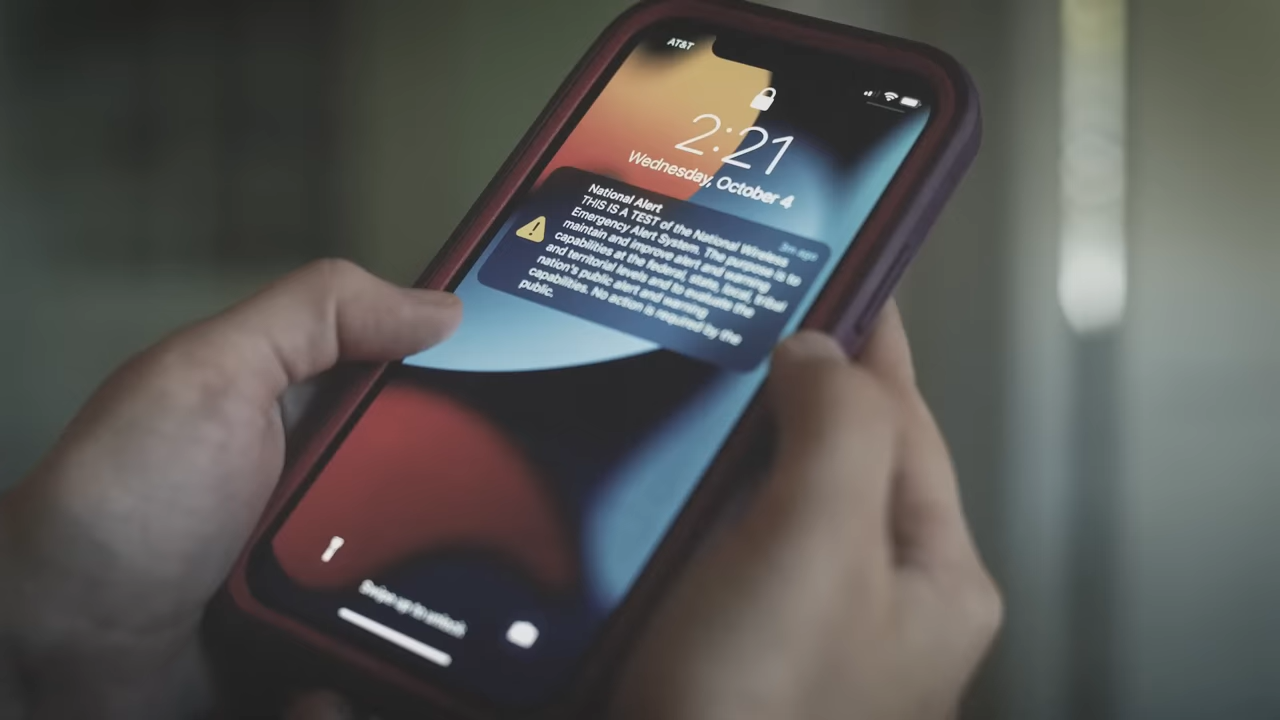 AT&T
2:21
Wednesday, October 4
National Alert
2m ago
THIS IS A TEST of the National Wireless
Emergency Alert System. The purpose is to
maintain and improve alert and warning
capabilities at the federal, state, local, tribal
and territorial levels and to evaluate the
nation's public alert and warning
capabilities. No action is required by the
public.
Swipe up to unlock